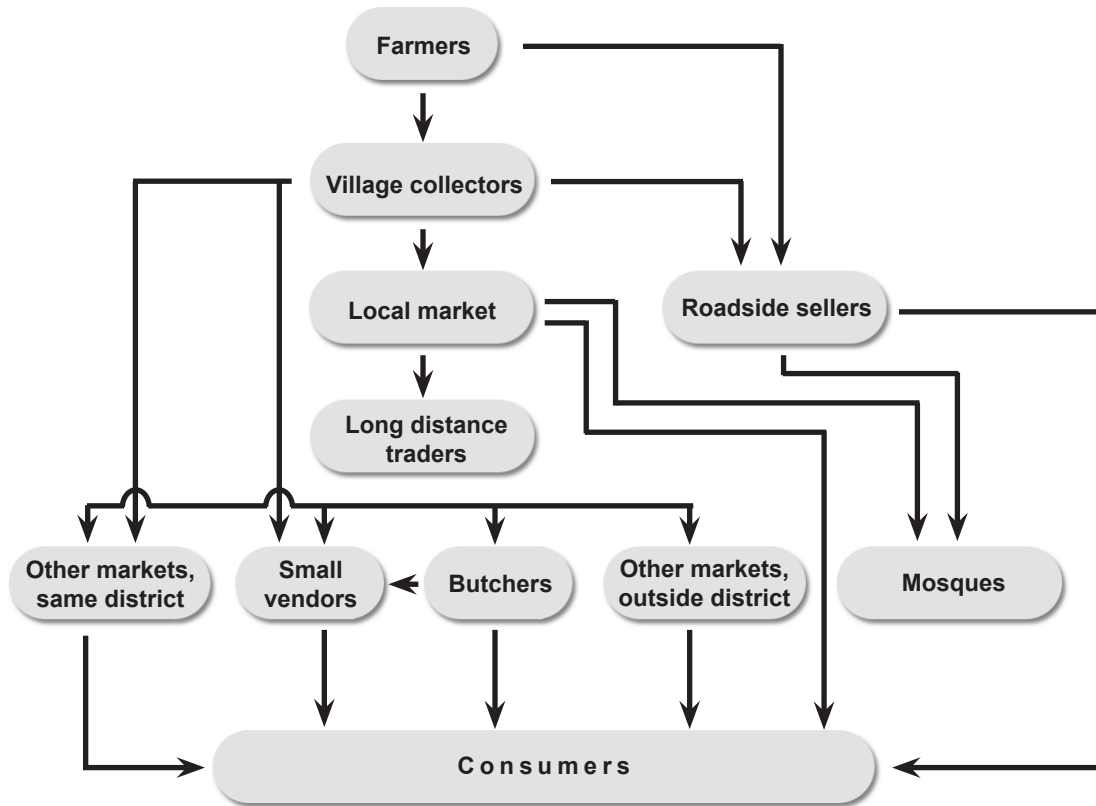 Farmers
Village collectors
Local market
Roadside sellers
Long distance
traders
Other markets,
same district
Small
vendors
Butchers
Other markets,
outside district
Mosques
Consumers